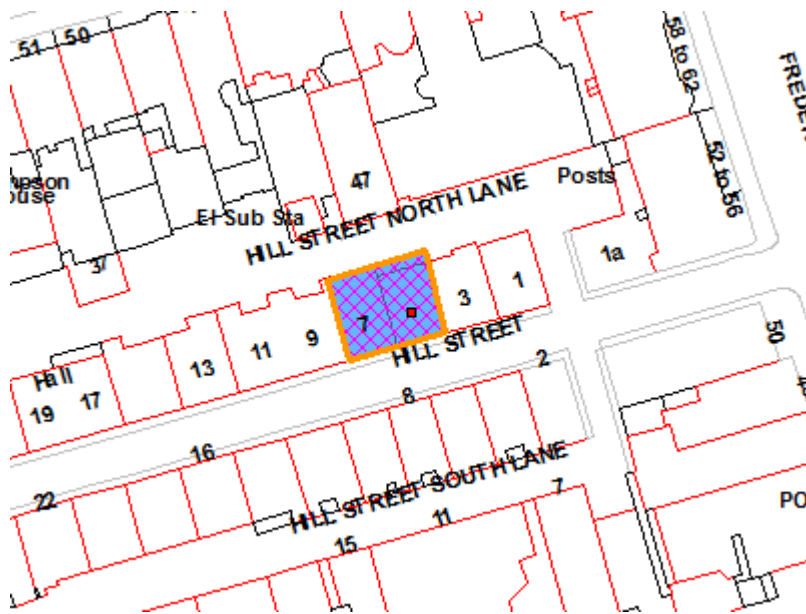 51
50
58 to 62
FREDER
mpson
ouse
47
Posts
52 to 56
El Sub Sta
HILL STREET NORTH LANE
1a
37
1
3
7
9
11
13
HILL STREET
Hall
17
19
2
50
8
16
22
HILL STREET SOUTH LANE
7
11
15
PO